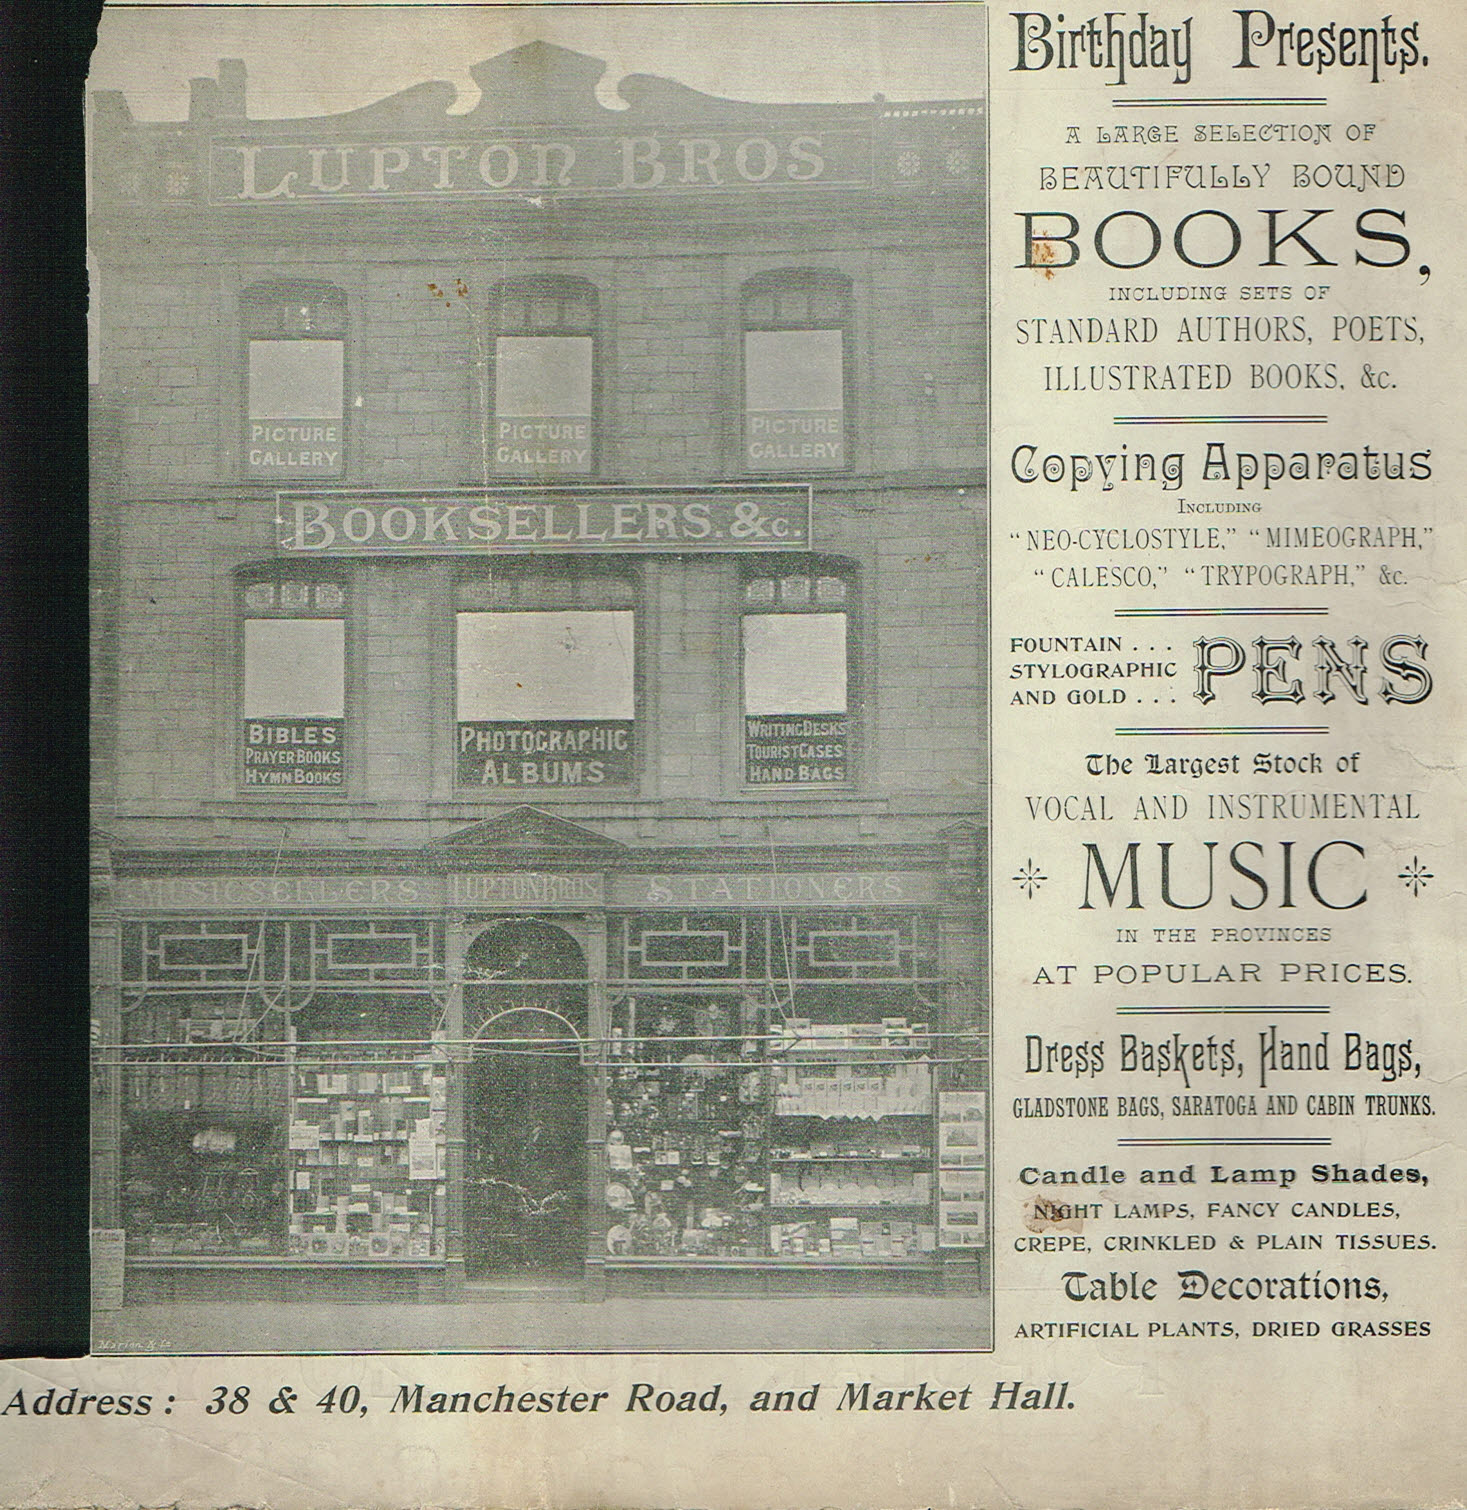 LUPTON BROS
PICTURE GALLERY
PICTURE GALLERY
PICTURE GALLERY
BOOKSELLERS. &c.
BIBLES
PRAYER BOOKS
HYMN BOOKS
PHOTOGRAPHIC
ALBUMS
WRITING DESKS
TOURIST CASES
HAND BAGS
MUSICSELLERS LUPTON BROS STATIONERS
Marion & Co
Birthday Presents.
A LARGE SELECTION OF
BEAUTIFULLY BOUND
BOOKS,
INCLUDING SETS OF
STANDARD AUTHORS, POETS,
ILLUSTRATED BOOKS, &c.
Copying Apparatus
INCLUDING
"NEO-CYCLOSTYLE," "MIMEOGRAPH,"
"CALESCO," "TRYPOGRAPH," &c.
FOUNTAIN . . .
STYLOGRAPHIC
AND GOLD . . .
PENS
The Largest Stock of
VOCAL AND INSTRUMENTAL
MUSIC
IN THE PROVINCES
AT POPULAR PRICES.
Dress Baskets, Hand Bags,
GLADSTONE BAGS, SARATOGA AND CABIN TRUNKS.
Candle and Lamp Shades,
NIGHT LAMPS, FANCY CANDLES,
CREPE, CRINKLED & PLAIN TISSUES.
Table Decorations,
ARTIFICIAL PLANTS, DRIED GRASSES
Address : 38 & 40, Manchester Road, and Market Hall.